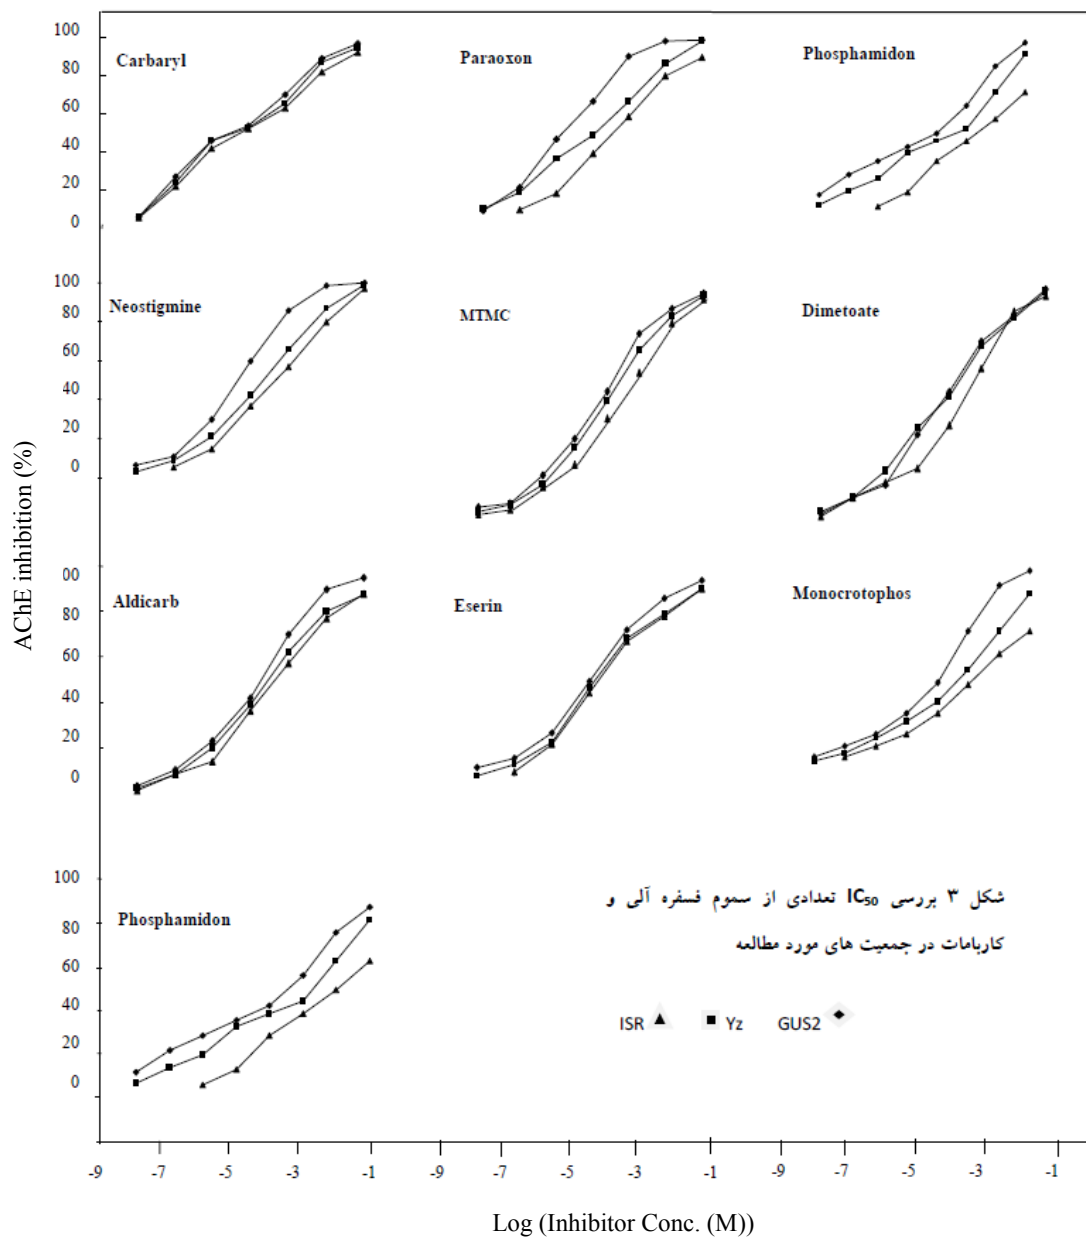 100
80
60
40
20
0
Carbaryl
Paraoxon
Phosphamidon
100
80
60
40
20
0
Neostigmine
MTMC
Dimetoate
AChE inhibition (%)
00
80
60
40
20
0
Aldicarb
Eserin
Monocrotophos
100
80
60
40
20
0
Phosphamidon
شکل ۳ بررسی IC50 تعدادی از سموم فسفره آلی و
کاربامات در جمعیت های مورد مطالعه
ISR Yz GUS2
-9 -7 -5 -3 -1 -9 -7 -5 -3 -1 -9 -7 -5 -3 -1
Log (Inhibitor Conc. (M))